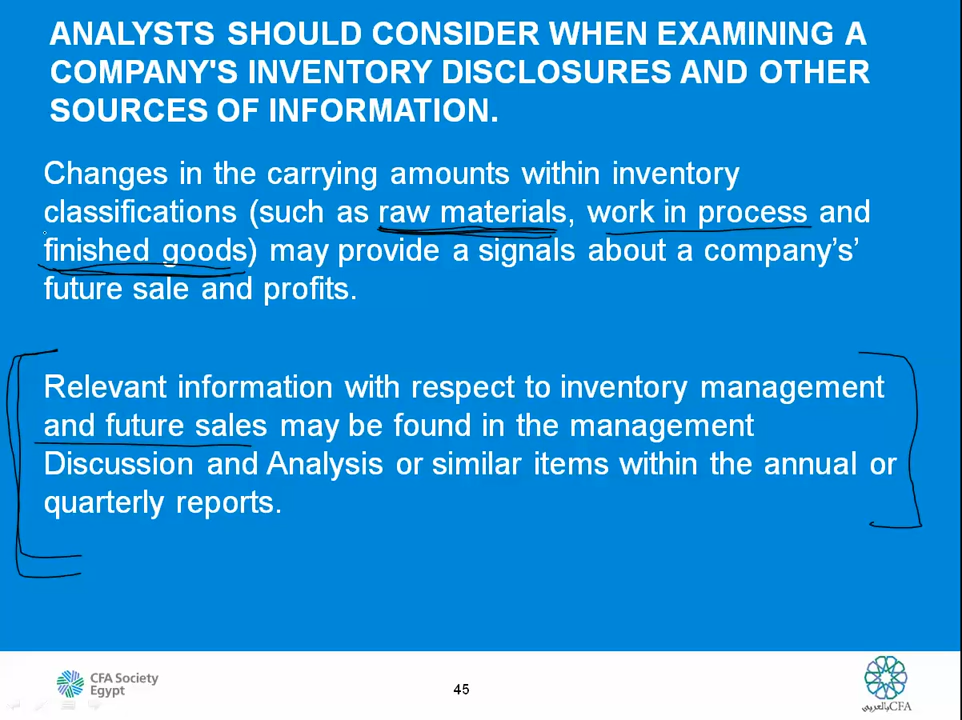 ANALYSTS SHOULD CONSIDER WHEN EXAMINING A
COMPANY'S INVENTORY DISCLOSURES AND OTHER
SOURCES OF INFORMATION.
Changes in the carrying amounts within inventory
classifications (such as raw materials, work in process and
finished goods) may provide a signals about a company’s’
future sale and profits.
Relevant information with respect to inventory management
and future sales may be found in the management
Discussion and Analysis or similar items within the annual or
quarterly reports.
CFA Society
Egypt
45
CFA بالعربي